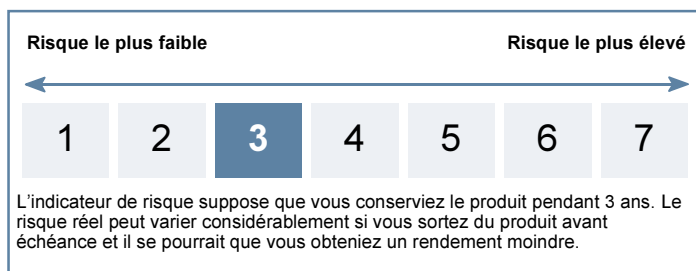 Risque le plus faible Risque le plus élevé
1 2 3 4 5 6 7
L'indicateur de risque suppose que vous conserviez le produit pendant 3 ans. Le
risque réel peut varier considérablement si vous sortez du produit avant
échéance et il se pourrait que vous obteniez un rendement moindre.